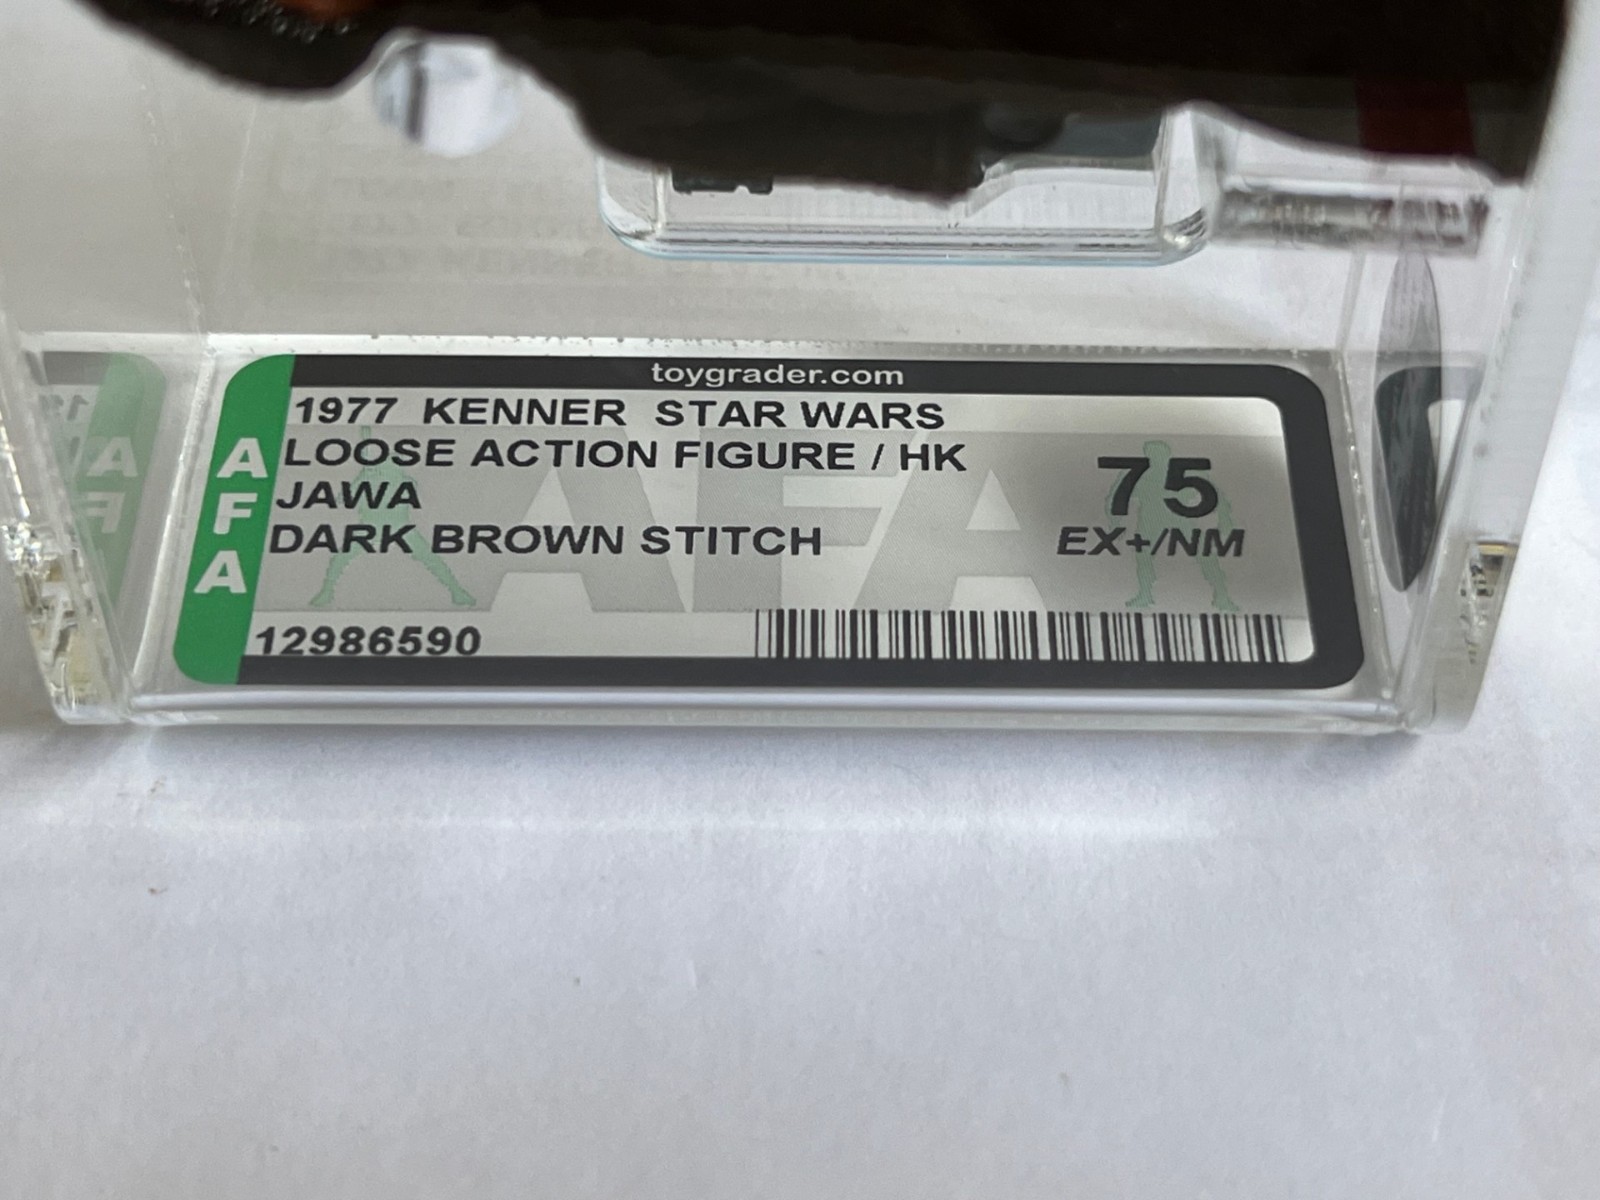 toygrader.com
1977 KENNER STAR WARS
LOOSE ACTION FIGURE / HK
JAWA
DARK BROWN STITCH
75
EX+/NM
AFA
12986590
AFA